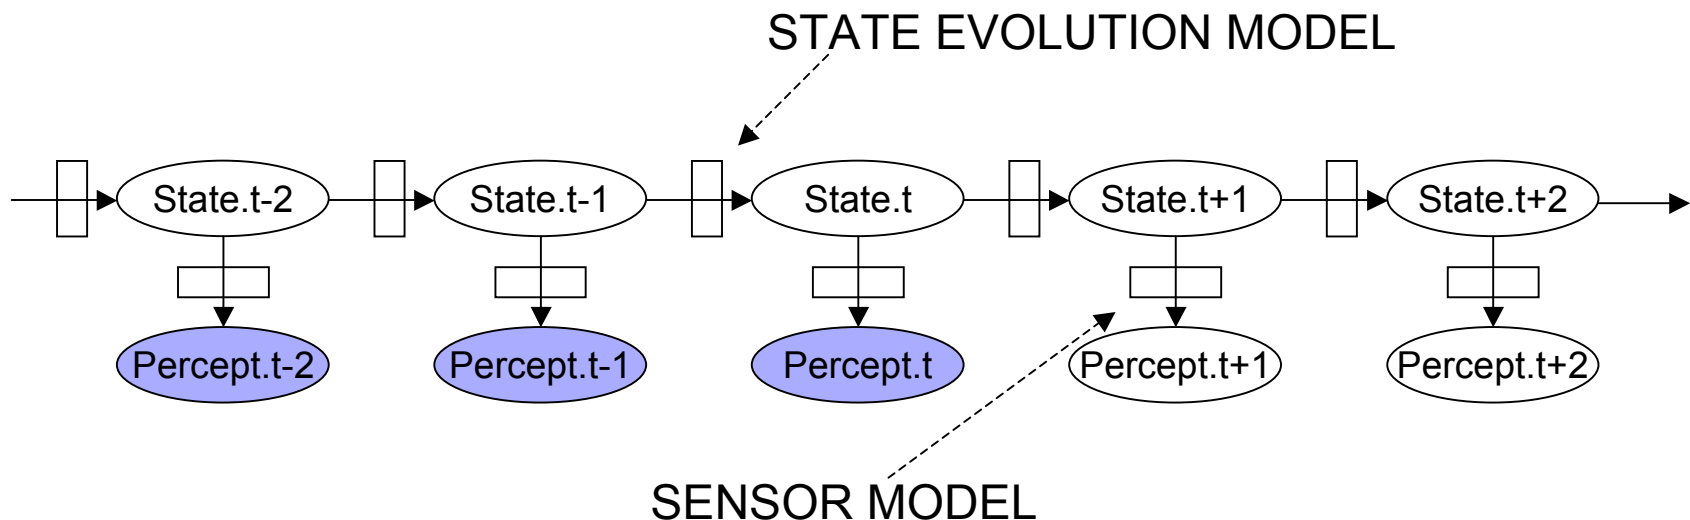 STATE EVOLUTION MODEL
State.t-2
State.t-1
State.t
State.t+1
State.t+2
Percept.t-2
Percept.t-1
Percept.t
Percept.t+1
Percept.t+2
SENSOR MODEL